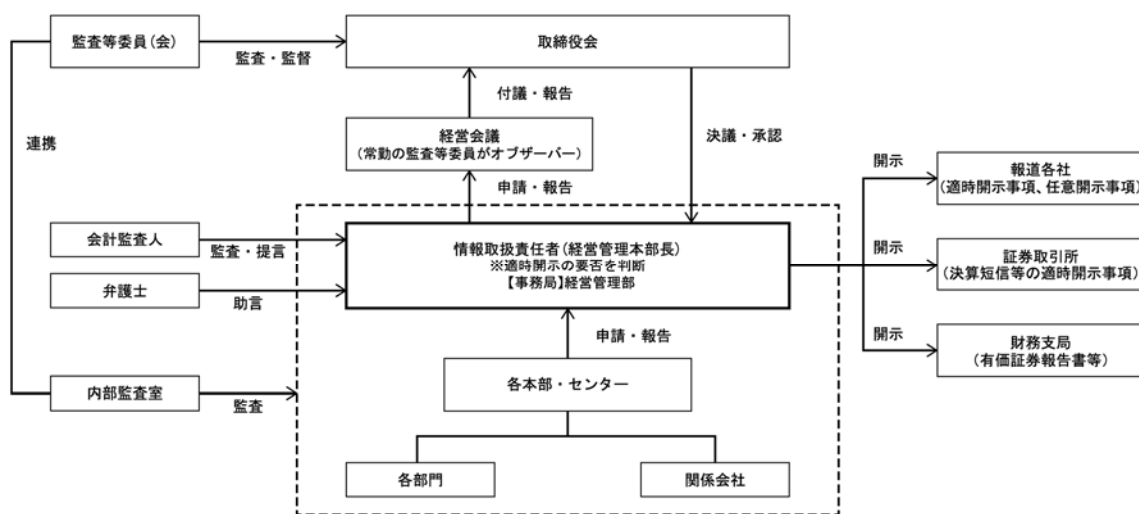 監査等委員(会)
監査・監督
取締役会
付議・報告
連携
経営会議
(常勤の監査等委員がオブザーバー)
決議・承認
申請・報告
開示
報道各社
(適時開示事項、任意開示事項)
会計監査人
監査・提言
情報取扱責任者(経営管理本部長)
※適時開示の要否を判断
【事務局】経営管理部
開示
証券取引所
(決算短信等の適時開示事項)
弁護士
助言
申請・報告
開示
財務支局
(有価証券報告書等)
内部監査室
監査
各本部・センター
各部門
関係会社